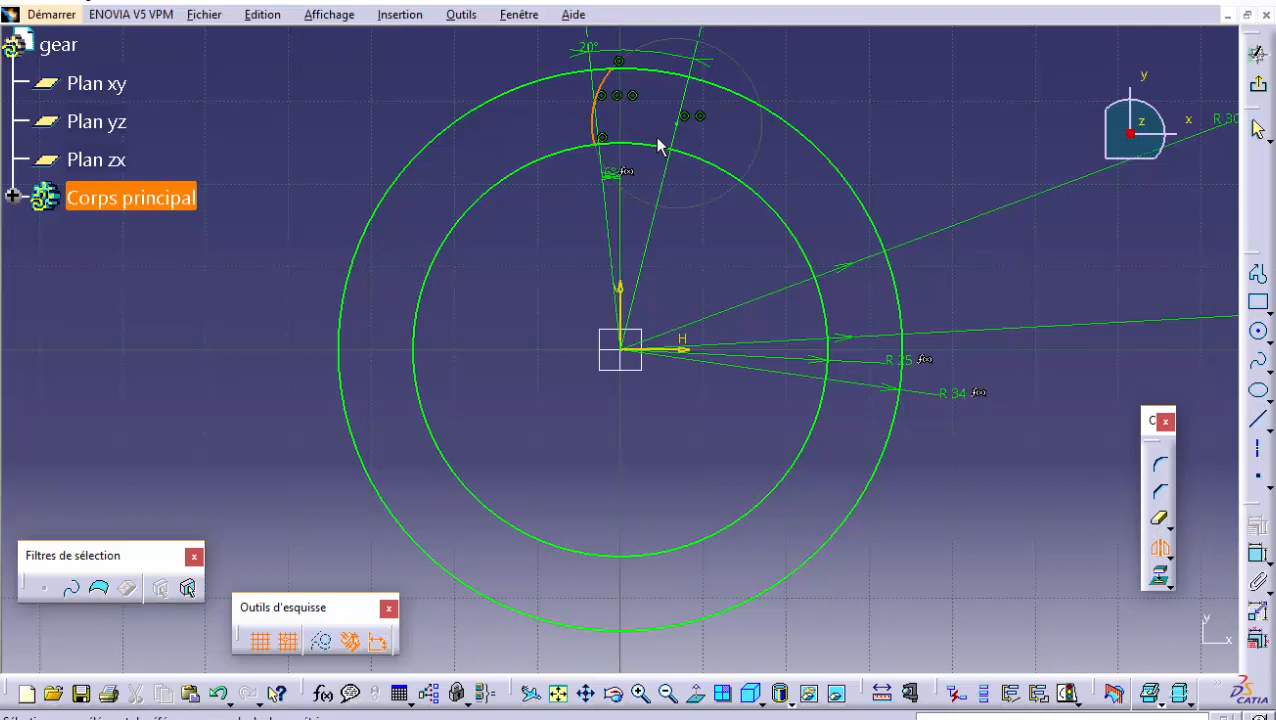 Démarrer ENOVIA V5 VPM Fichier Edition Affichage Insertion Outils Fenêtre Aide
gear
Plan xy
Plan yz
Plan zx
Corps principal
20°
y
x
z
R 30
H
R 25
R 34
C
Filtres de sélection
Outils d'esquisse
y
x
CATIA